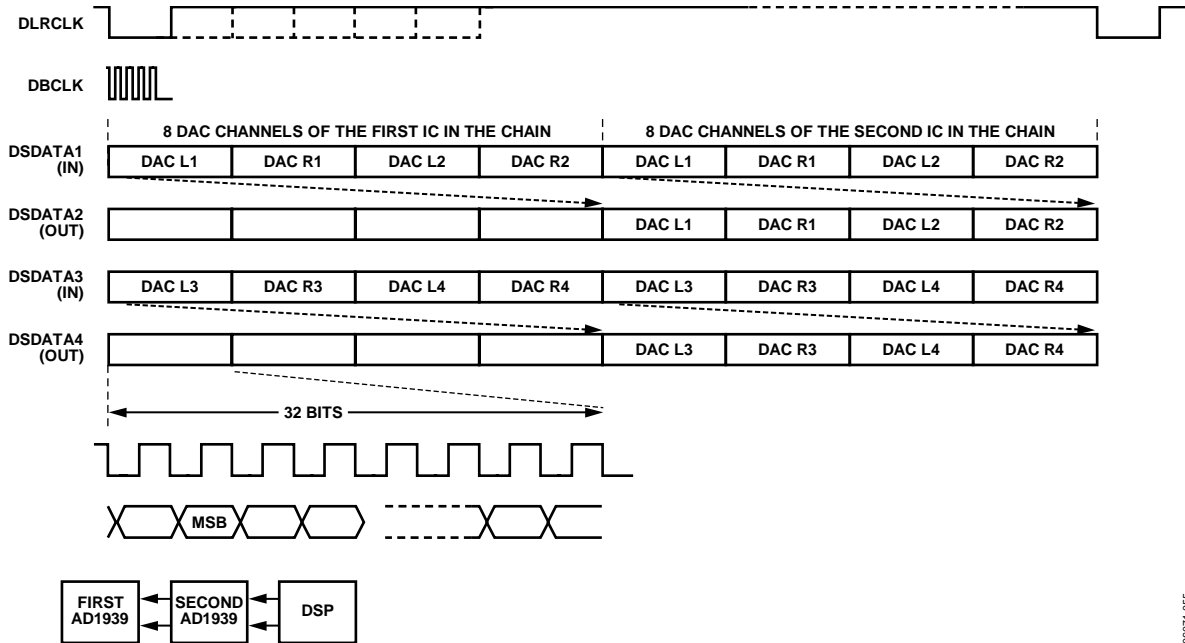 DLRCLK
DBCLK
8 DAC CHANNELS OF THE FIRST IC IN THE CHAIN 8 DAC CHANNELS OF THE SECOND IC IN THE CHAIN
DSDATA1
(IN)
DAC L1 DAC R1 DAC L2 DAC R2 DAC L1 DAC R1 DAC L2 DAC R2
DSDATA2
(OUT)
DAC L1 DAC R1 DAC L2 DAC R2
DSDATA3
(IN)
DAC L3 DAC R3 DAC L4 DAC R4 DAC L3 DAC R3 DAC L4 DAC R4
DSDATA4
(OUT)
DAC L3 DAC R3 DAC L4 DAC R4
32 BITS
MSB
FIRST
AD1939
SECOND
AD1939
DSP